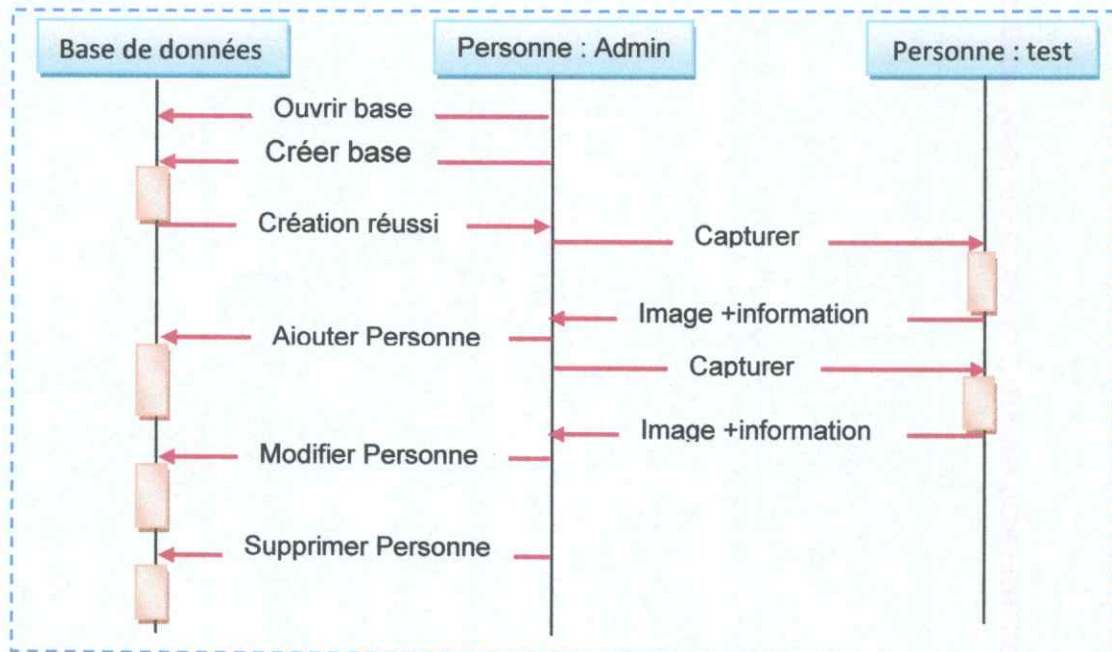 Base de données
Personne : Admin
Personne : test
Ouvrir base
Créer base
Création réussi
Capturer
Image +information
Aiouter Personne
Capturer
Image +information
Modifier Personne
Supprimer Personne